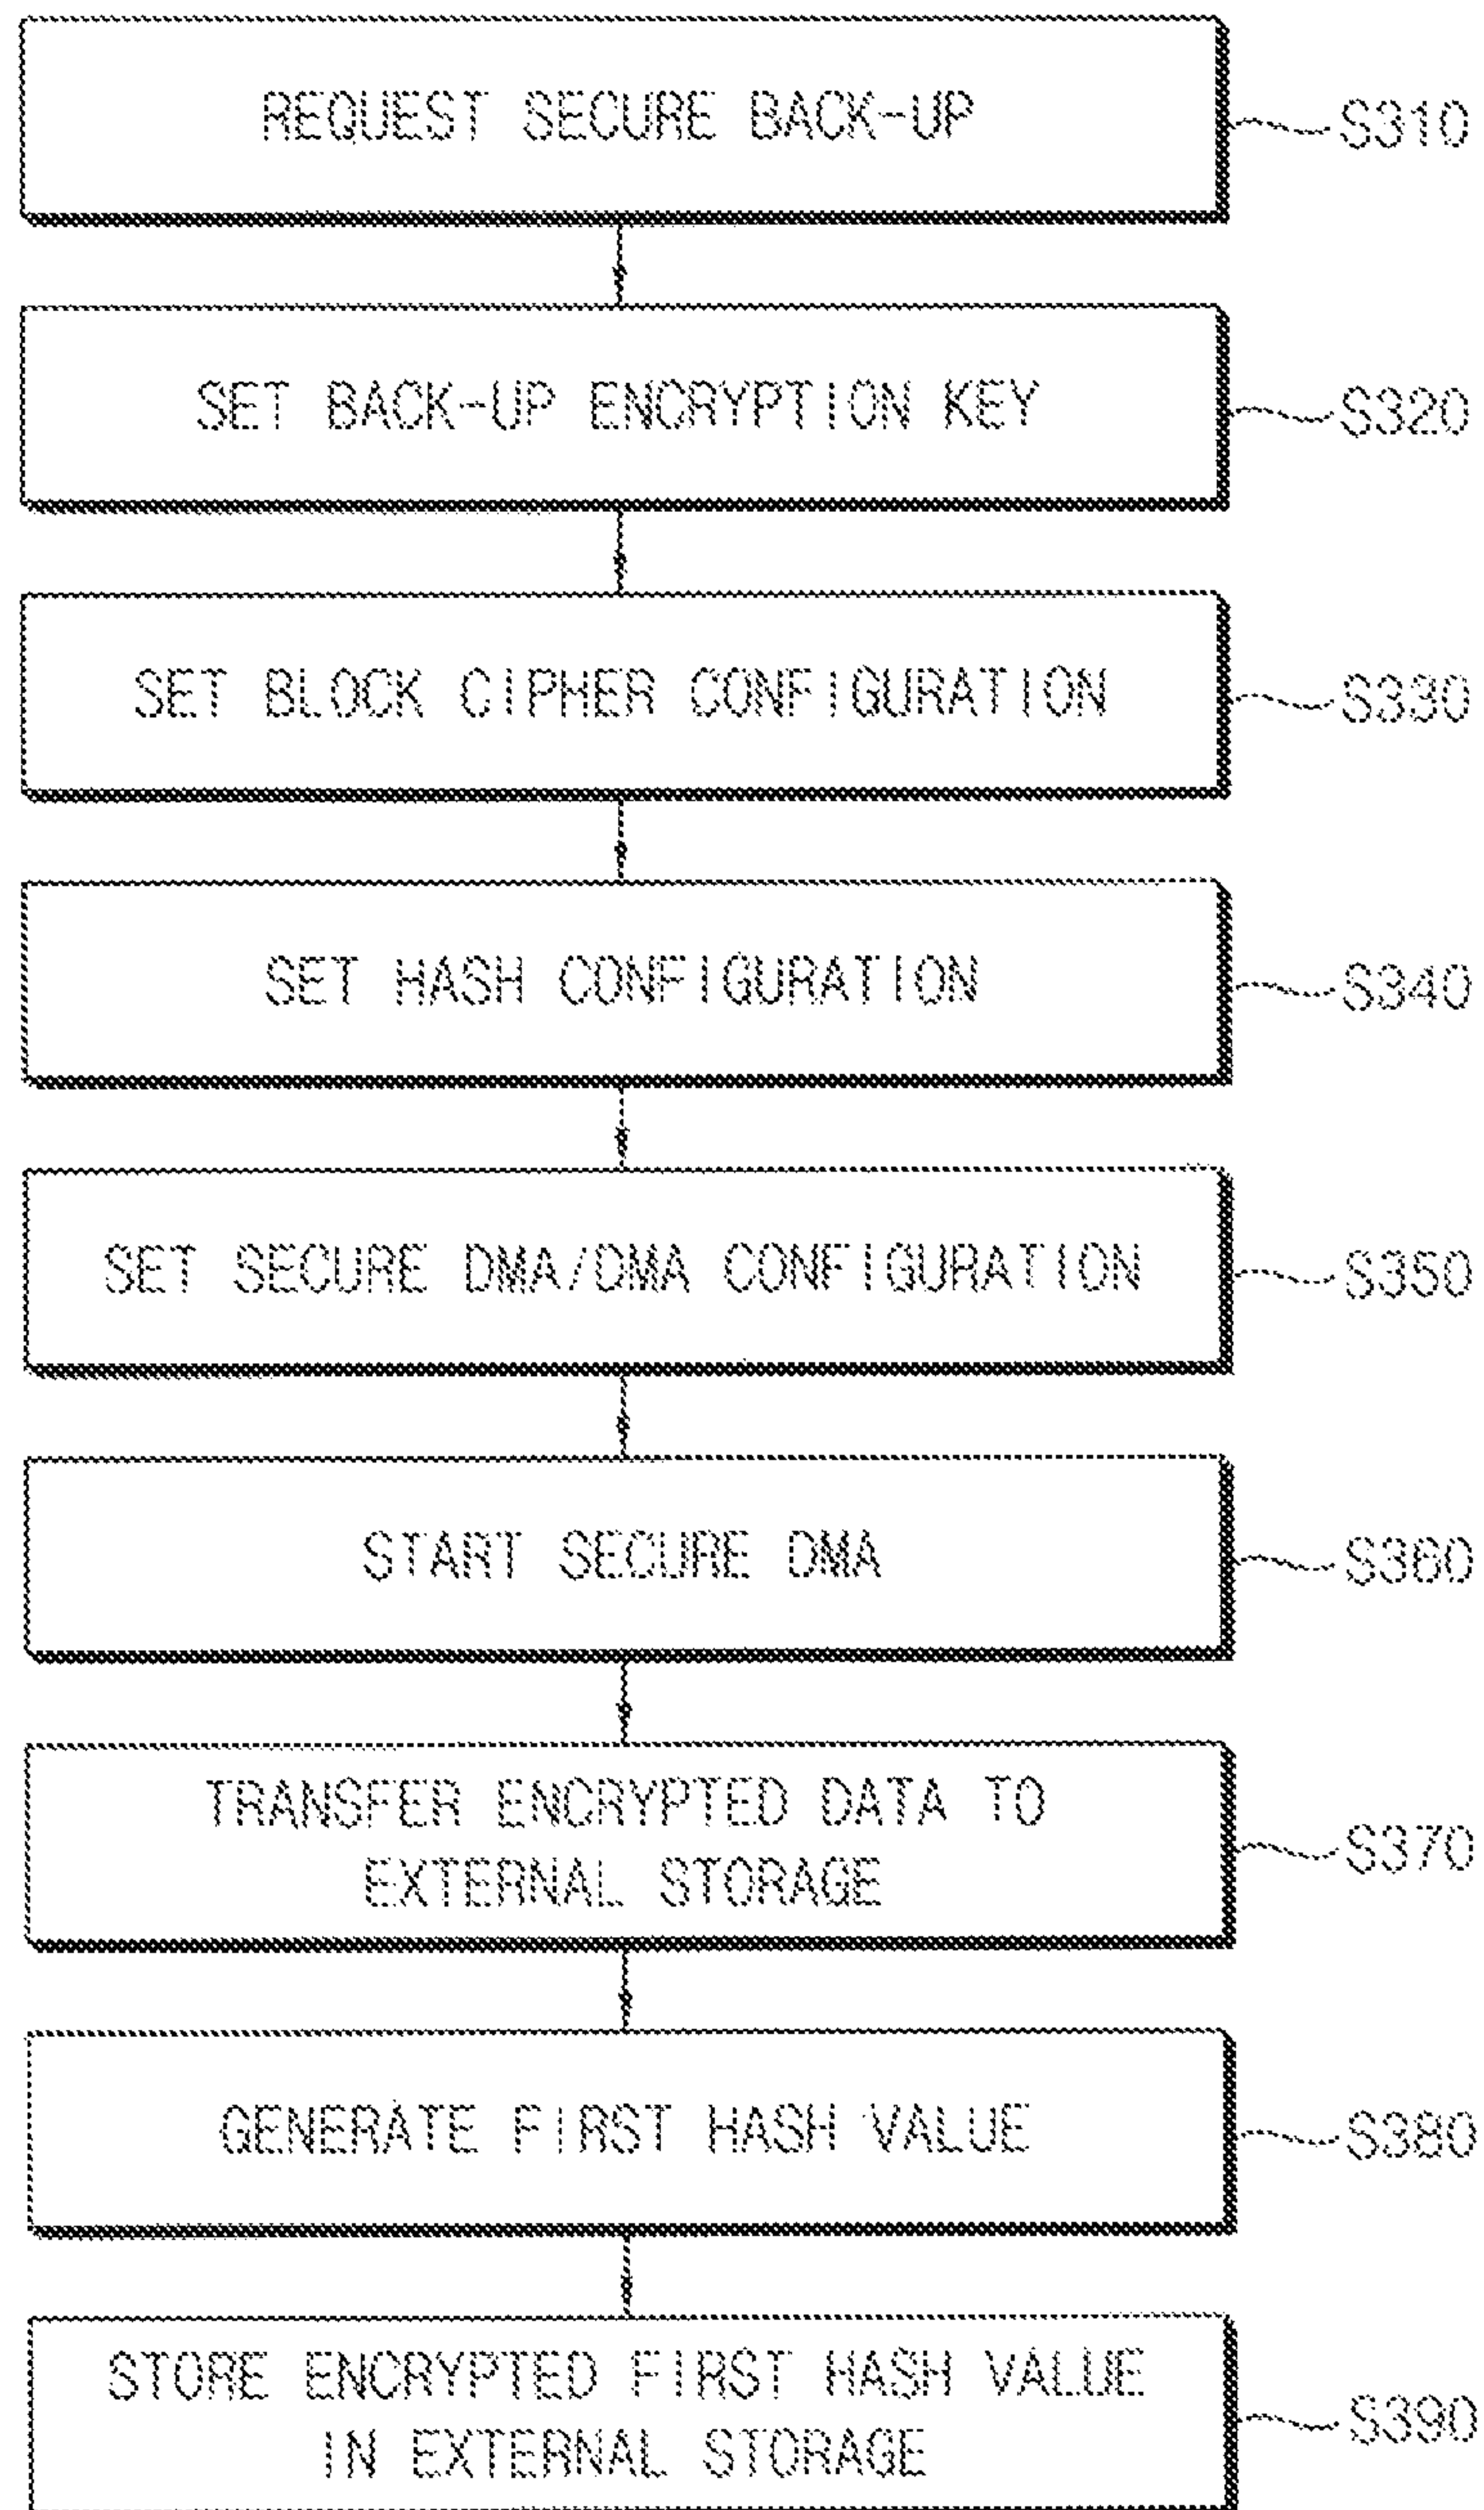 REQUEST SECURE BACK-UP
S310
SET BACK-UP ENCRYPTION KEY
S320
SET BLOCK CIPHER CONFIGURATION
S330
SET HASH CONFIGURATION
S340
SET SECURE DMA/DMA CONFIGURATION
S350
START SECURE DMA
S360
TRANSFER ENCRYPTED DATA TO
EXTERNAL STORAGE
S370
GENERATE FIRST HASH VALUE
S380
STORE ENCRYPTED FIRST HASH VALUE
IN EXTERNAL STORAGE
S390